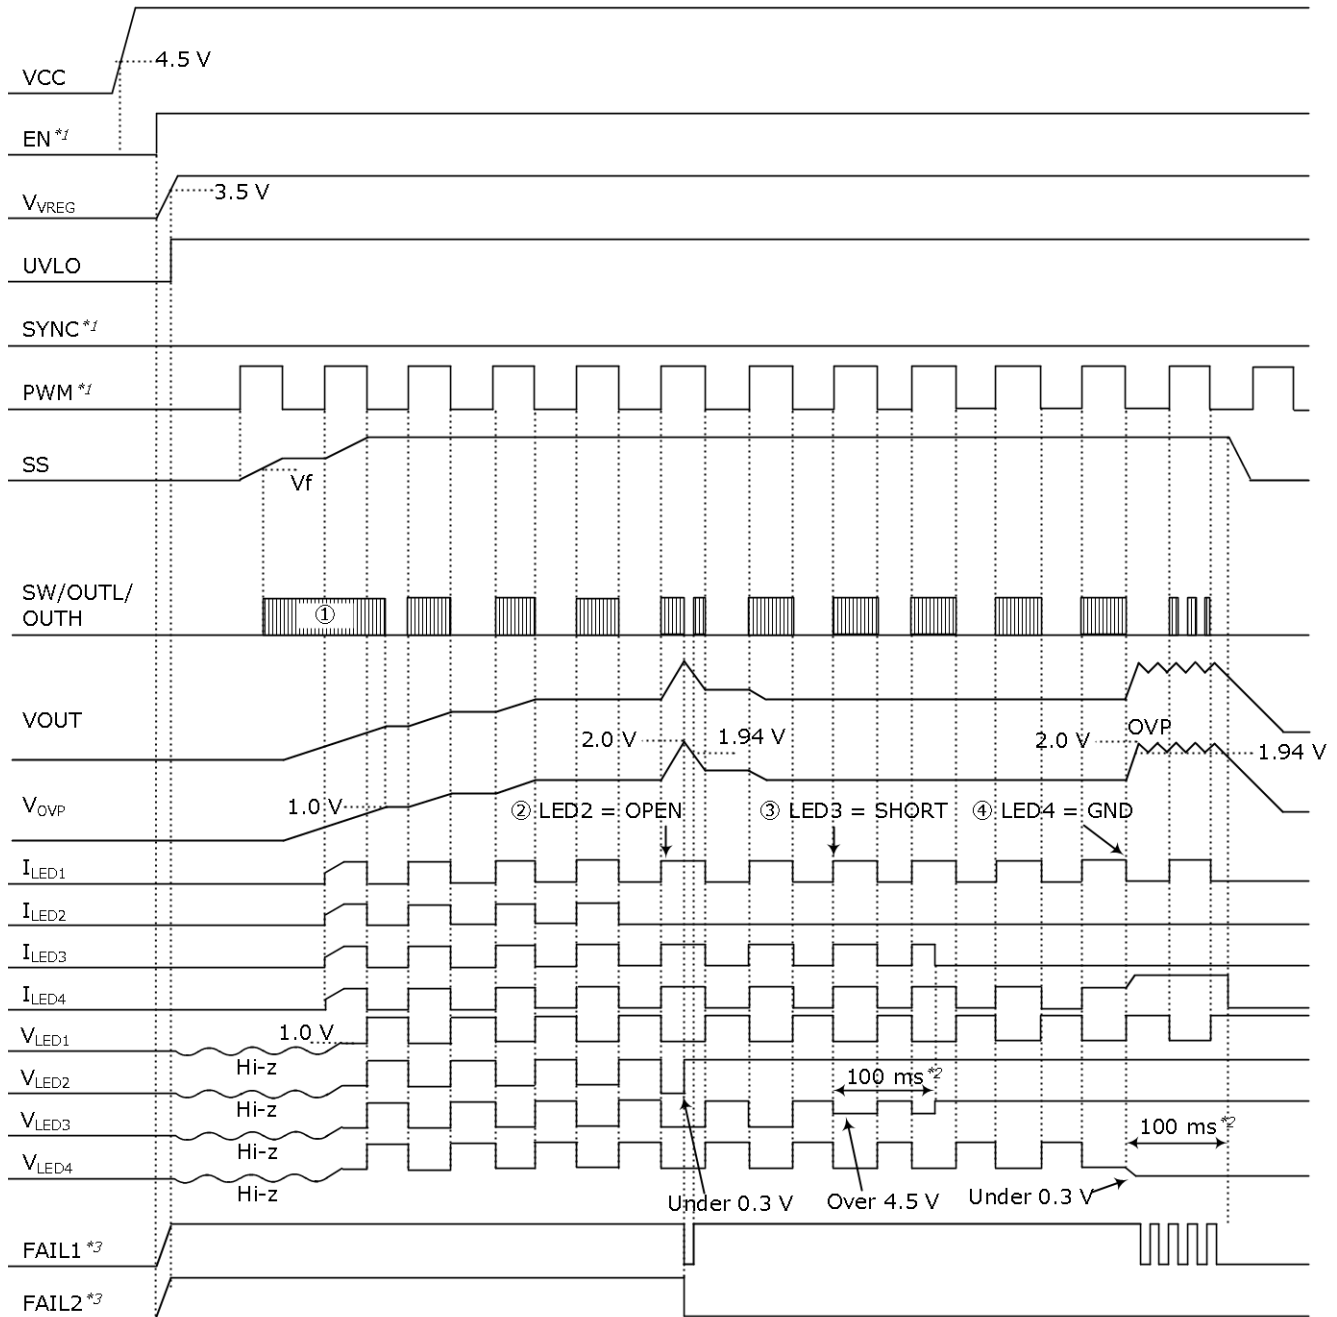 VCC
4.5 V
EN *1
VVREG
3.5 V
UVLO
SYNC *1
PWM *1
SS
Vf
SW/OUTL/
OUTH
①
VOUT
2.0 V
1.94 V
OVP
2.0 V
1.94 V
VOVP
1.0 V
② LED2 = OPEN
③ LED3 = SHORT
④ LED4 = GND
ILED1
ILED2
ILED3
ILED4
VLED1
1.0 V
Hi-z
VLED2
Hi-z
100 ms*2
VLED3
Hi-z
100 ms*2
VLED4
Hi-z
Under 0.3 V
Over 4.5 V
Under 0.3 V
FAIL1 *3
FAIL2 *3